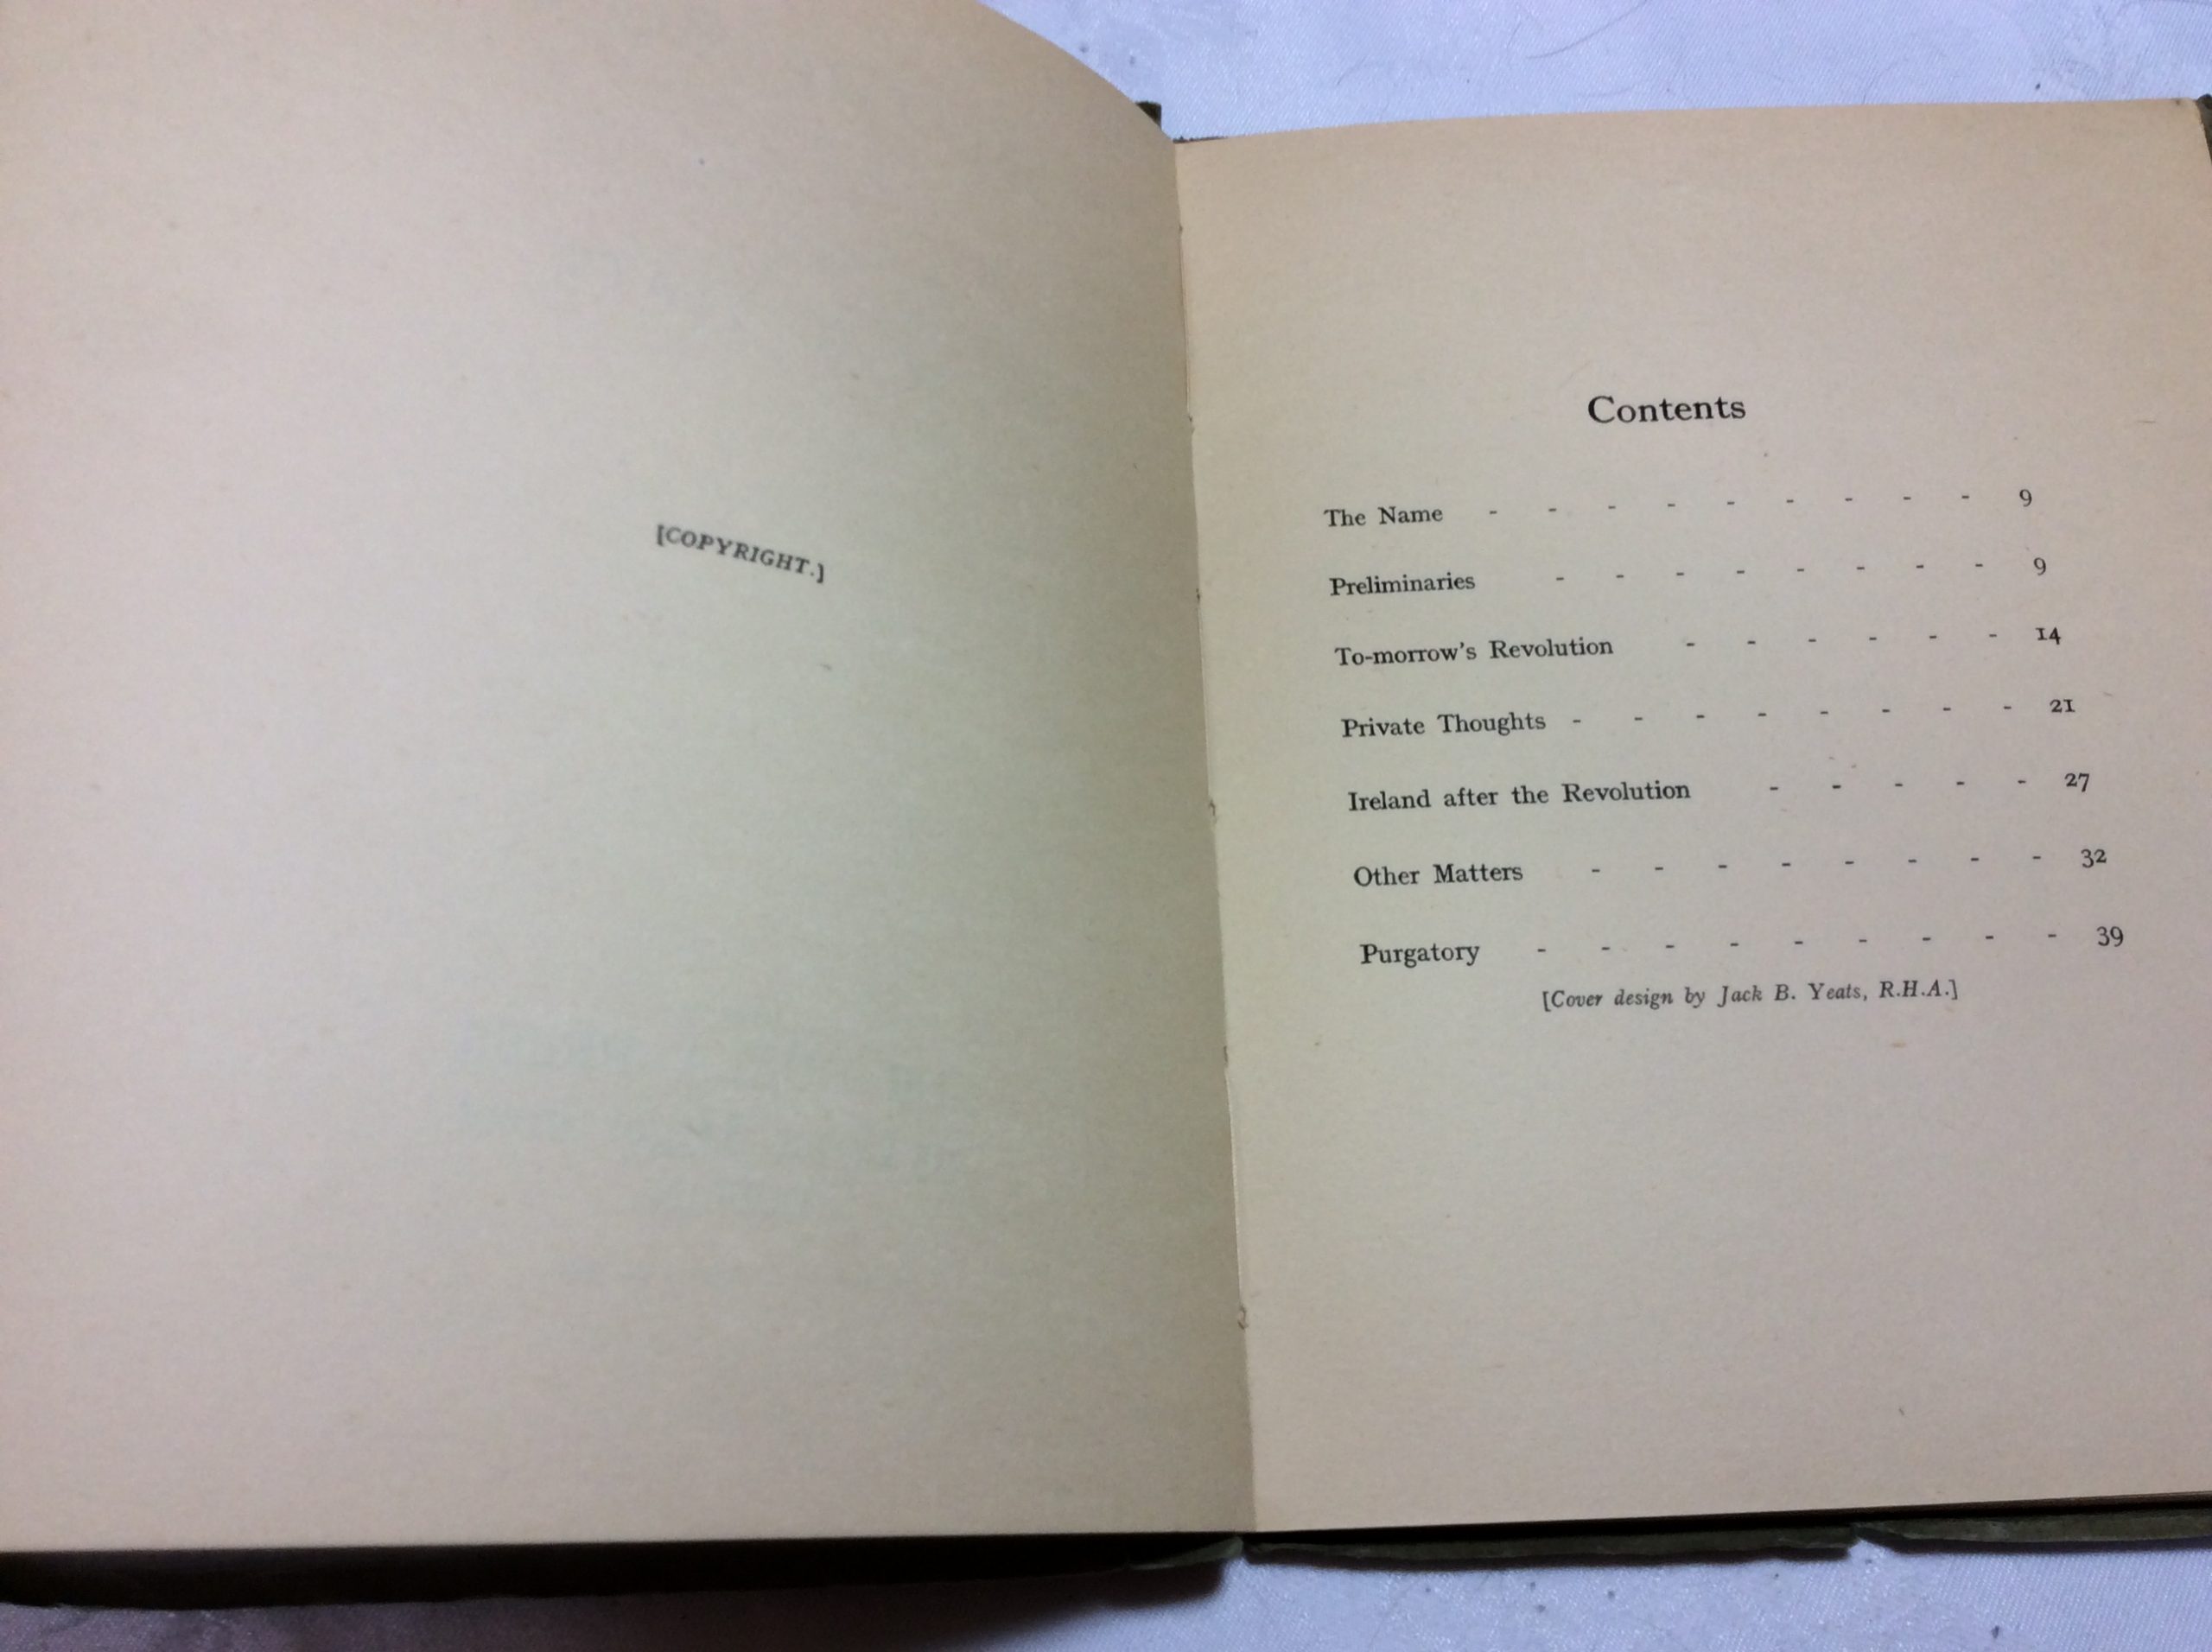 [COPYRIGHT.]
Contents
The Name - - - - - - - - - 9
Preliminaries - - - - - - - - 9
To-morrow's Revolution - - - - - - 14
Private Thoughts - - - - - - - - 21
Ireland after the Revolution - - - - - 27
Other Matters - - - - - - - - 32
Purgatory - - - - - - - - - 39
[Cover design by Jack B. Yeats, R.H.A.]